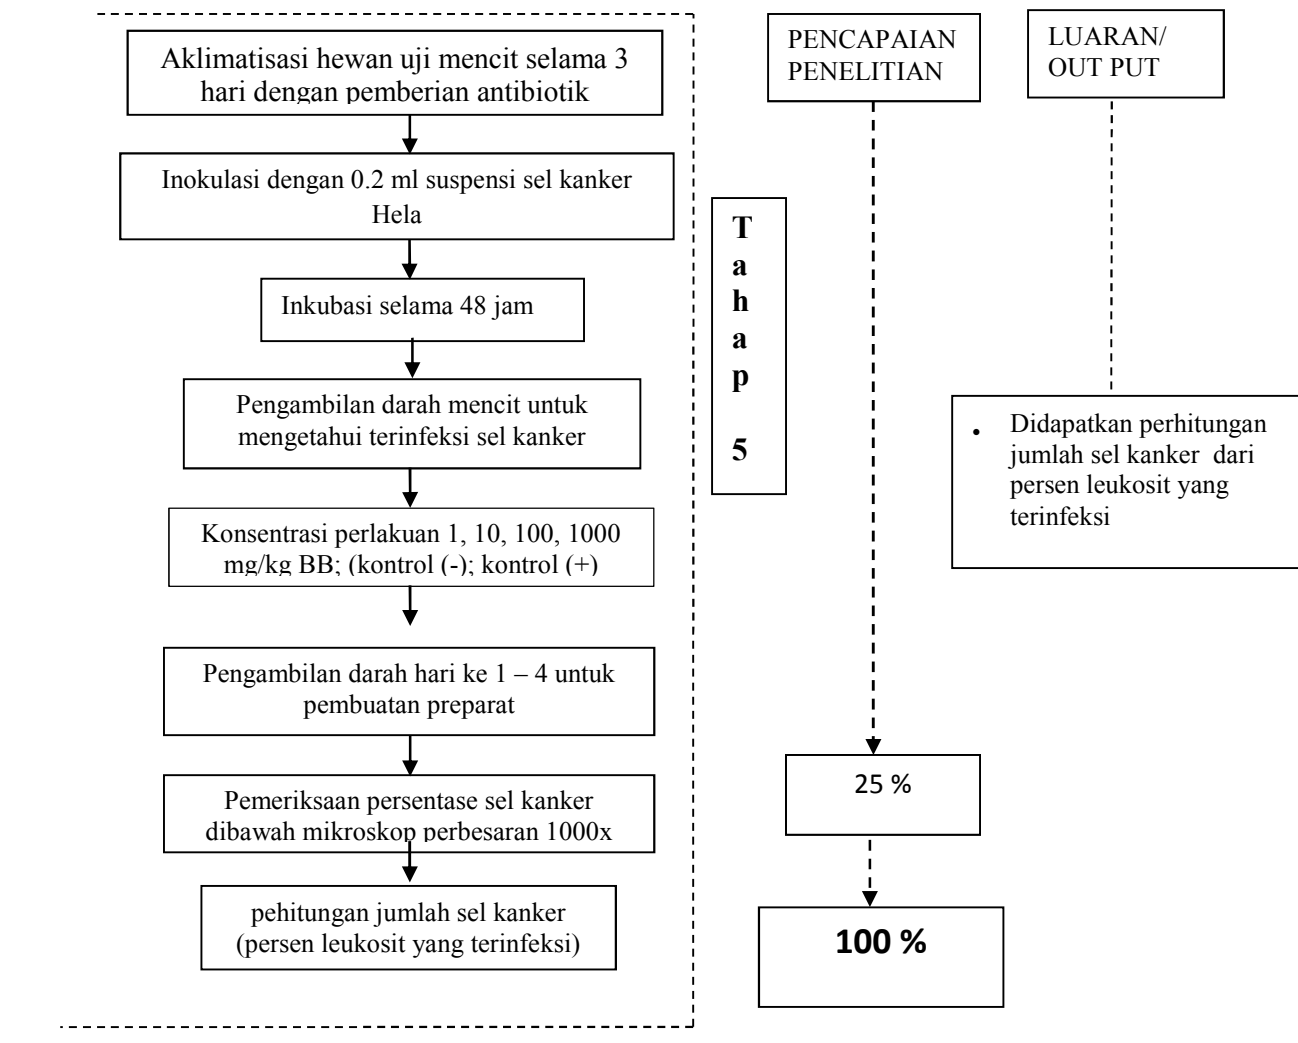 Aklimatisasi hewan uji mencit selama 3
hari dengan pemberian antibiotik
Inokulasi dengan 0.2 ml suspensi sel kanker
Hela
Inkubasi selama 48 jam
Pengambilan darah mencit untuk
mengetahui terinfeksi sel kanker
Konsentrasi perlakuan 1, 10, 100, 1000
mg/kg BB; (kontrol (-); kontrol (+)
Pengambilan darah hari ke 1 – 4 untuk
pembuatan preparat
Pemeriksaan persentase sel kanker
dibawah mikroskop perbesaran 1000x
pehitungan jumlah sel kanker
(persen leukosit yang terinfeksi)
T
a
h
a
p
5
PENCAPAIAN
PENELITIAN
25 %
100 %
LUARAN/
OUT PUT
• Didapatkan perhitungan
jumlah sel kanker dari
persen leukosit yang
terinfeksi